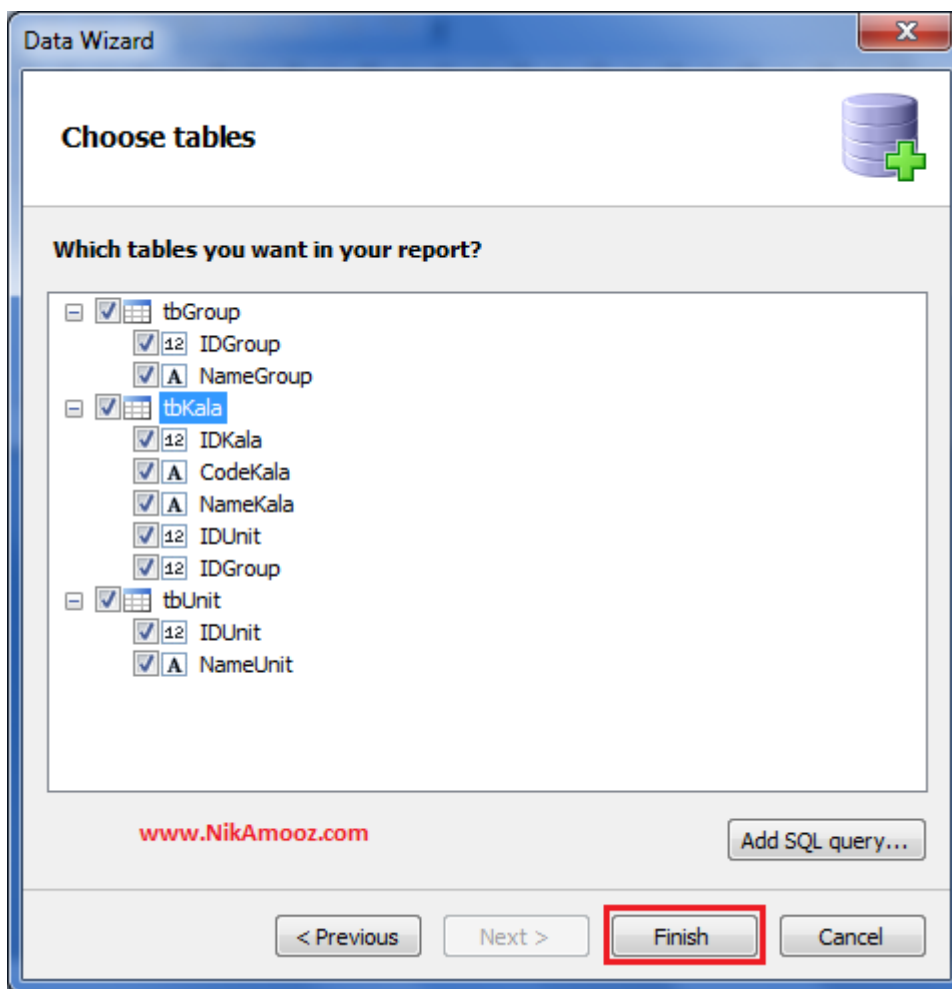 Data Wizard
Choose tables
Which tables you want in your report?
tbGroup
12 IDGroup
A NameGroup
tbKala
12 IDKala
A CodeKala
A NameKala
12 IDUnit
12 IDGroup
tbUnit
12 IDUnit
A NameUnit
www.NikAmooz.com
Add SQL query...
< Previous Next > Finish Cancel